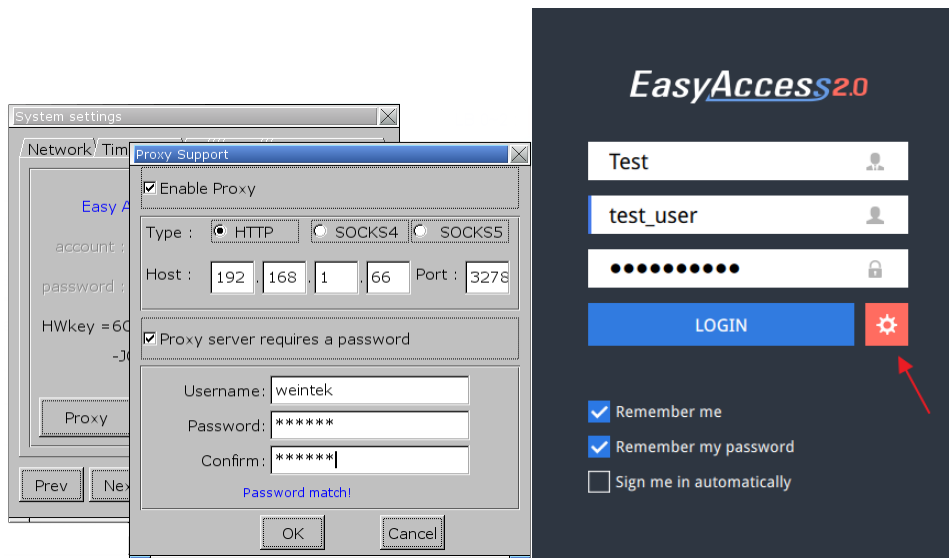 System settings
Network Tim
Easy A
account :
password :
HWkey =6
Proxy
Prev Nex
Proxy Support
Enable Proxy
Type : HTTP SOCKS4 SOCKS5
Host : 192 . 168 . 1 . 66 Port : 3278
Proxy server requires a password
Username: weintek
Password: ******
Confirm: ******
Password match!
OK Cancel
EasyAccess2.0
Test
test_user
●●●●●●●●●●
LOGIN
Remember me
Remember my password
Sign me in automatically